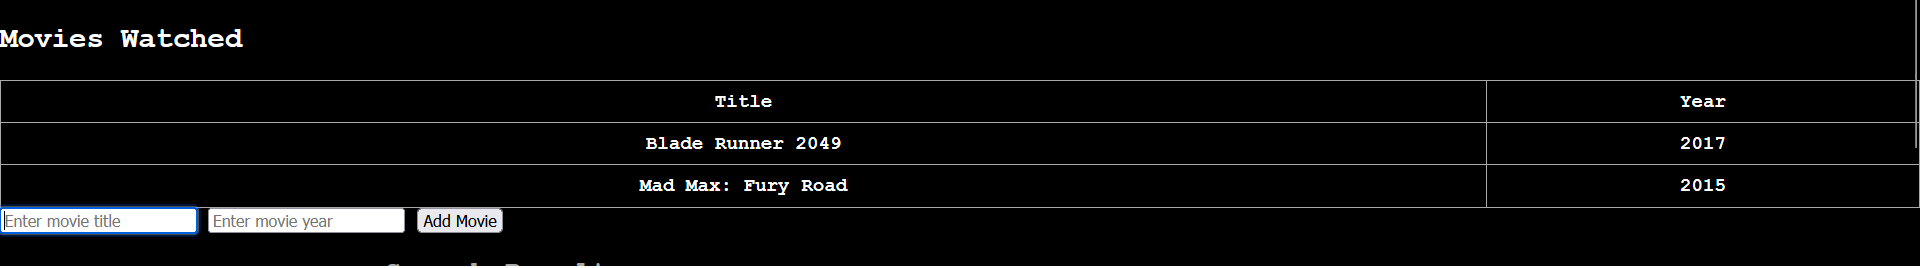 Movies Watched
Title Year
Blade Runner 2049 2017
Mad Max: Fury Road 2015
Enter movie title Enter movie year Add Movie